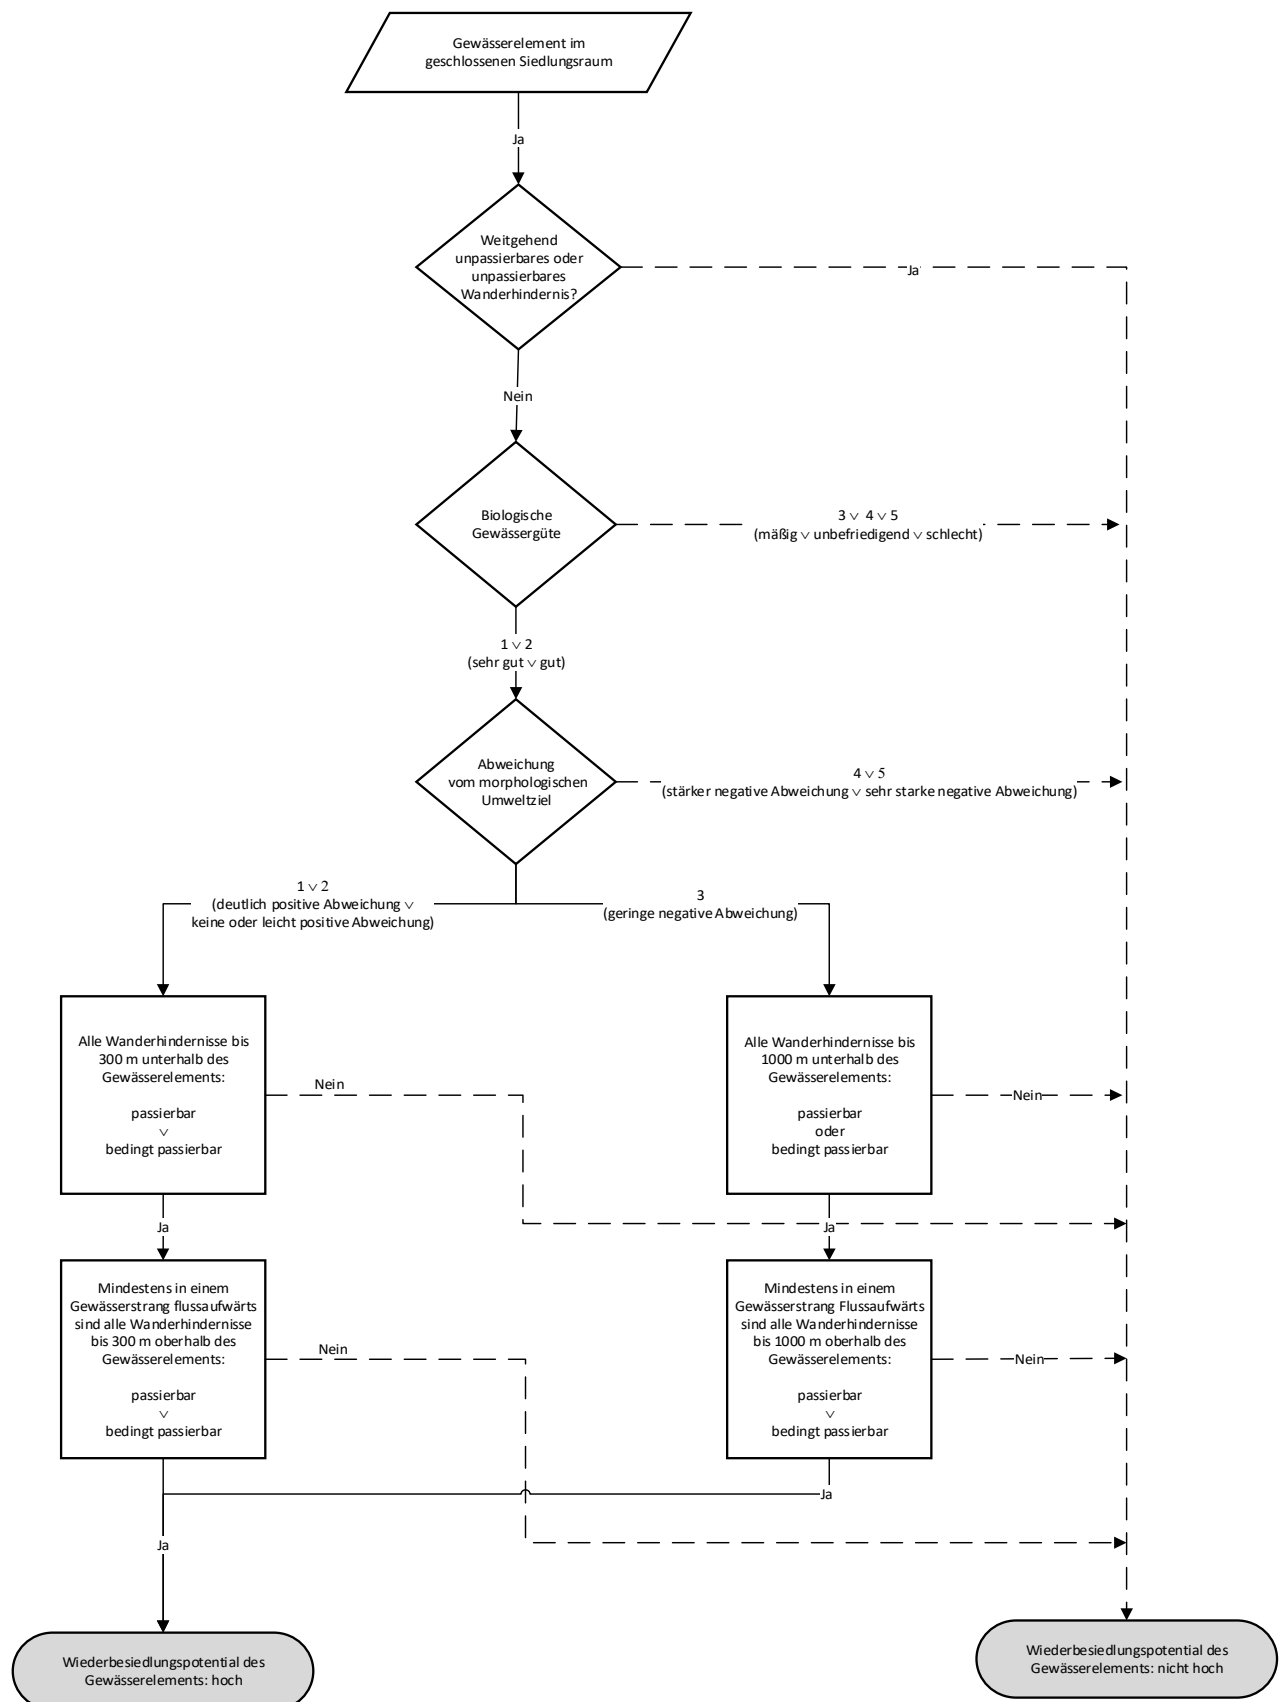 Gewässerelement im
geschlossenen Siedlungsraum
Ja
Weitgehend
unpassierbares oder
unpassierbares
Wanderhindernis?
Ja
Nein
Biologische
Gewässergüte
3 ∨ 4 ∨ 5
(mäßig ∨ unbefriedigend ∨ schlecht)
1 ∨ 2
(sehr gut ∨ gut)
Abweichung
vom morphologischen
Umweltziel
4 ∨ 5
(stärker negative Abweichung ∨ sehr starke negative Abweichung)
1 ∨ 2
(deutlich positive Abweichung ∨
keine oder leicht positive Abweichung)
3
(geringe negative Abweichung)
Alle Wanderhindernisse bis
300 m unterhalb des
Gewässerelements:
passierbar
∨
bedingt passierbar
Nein
Alle Wanderhindernisse bis
1000 m unterhalb des
Gewässerelements:
passierbar
oder
bedingt passierbar
Nein
Ja
Ja
Mindestens in einem
Gewässerstrang flussaufwärts
sind alle Wanderhindernisse
bis 300 m oberhalb des
Gewässerelements:
passierbar
∨
bedingt passierbar
Nein
Mindestens in einem
Gewässerstrang Flussaufwärts
sind alle Wanderhindernisse
bis 1000 m oberhalb des
Gewässerelements:
passierbar
∨
bedingt passierbar
Nein
Ja
Ja
Wiederbesiedlungspotential des
Gewässerelements: hoch
Wiederbesiedlungspotential des
Gewässerelements: nicht hoch